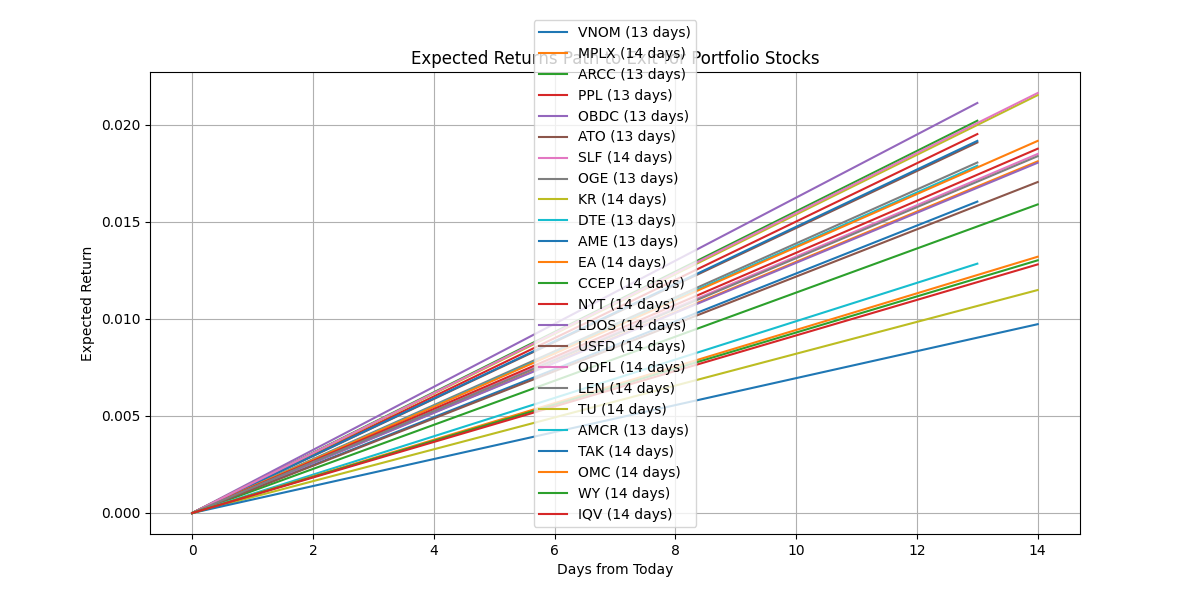 Expected Returns Path to Exit for Portfolio Stocks
VNOM (13 days)
MPLX (14 days)
ARCC (13 days)
PPL (13 days)
OBDC (13 days)
ATO (13 days)
SLF (14 days)
OGE (13 days)
KR (14 days)
DTE (13 days)
AME (13 days)
EA (14 days)
CCEP (14 days)
NYT (14 days)
LDOS (14 days)
USFD (14 days)
ODFL (14 days)
LEN (14 days)
TU (14 days)
AMCR (13 days)
TAK (14 days)
OMC (14 days)
WY (14 days)
IQV (14 days)
Expected Return
0.020
0.015
0.010
0.005
0.000
0 2 4 6 8 10 12 14
Days from Today